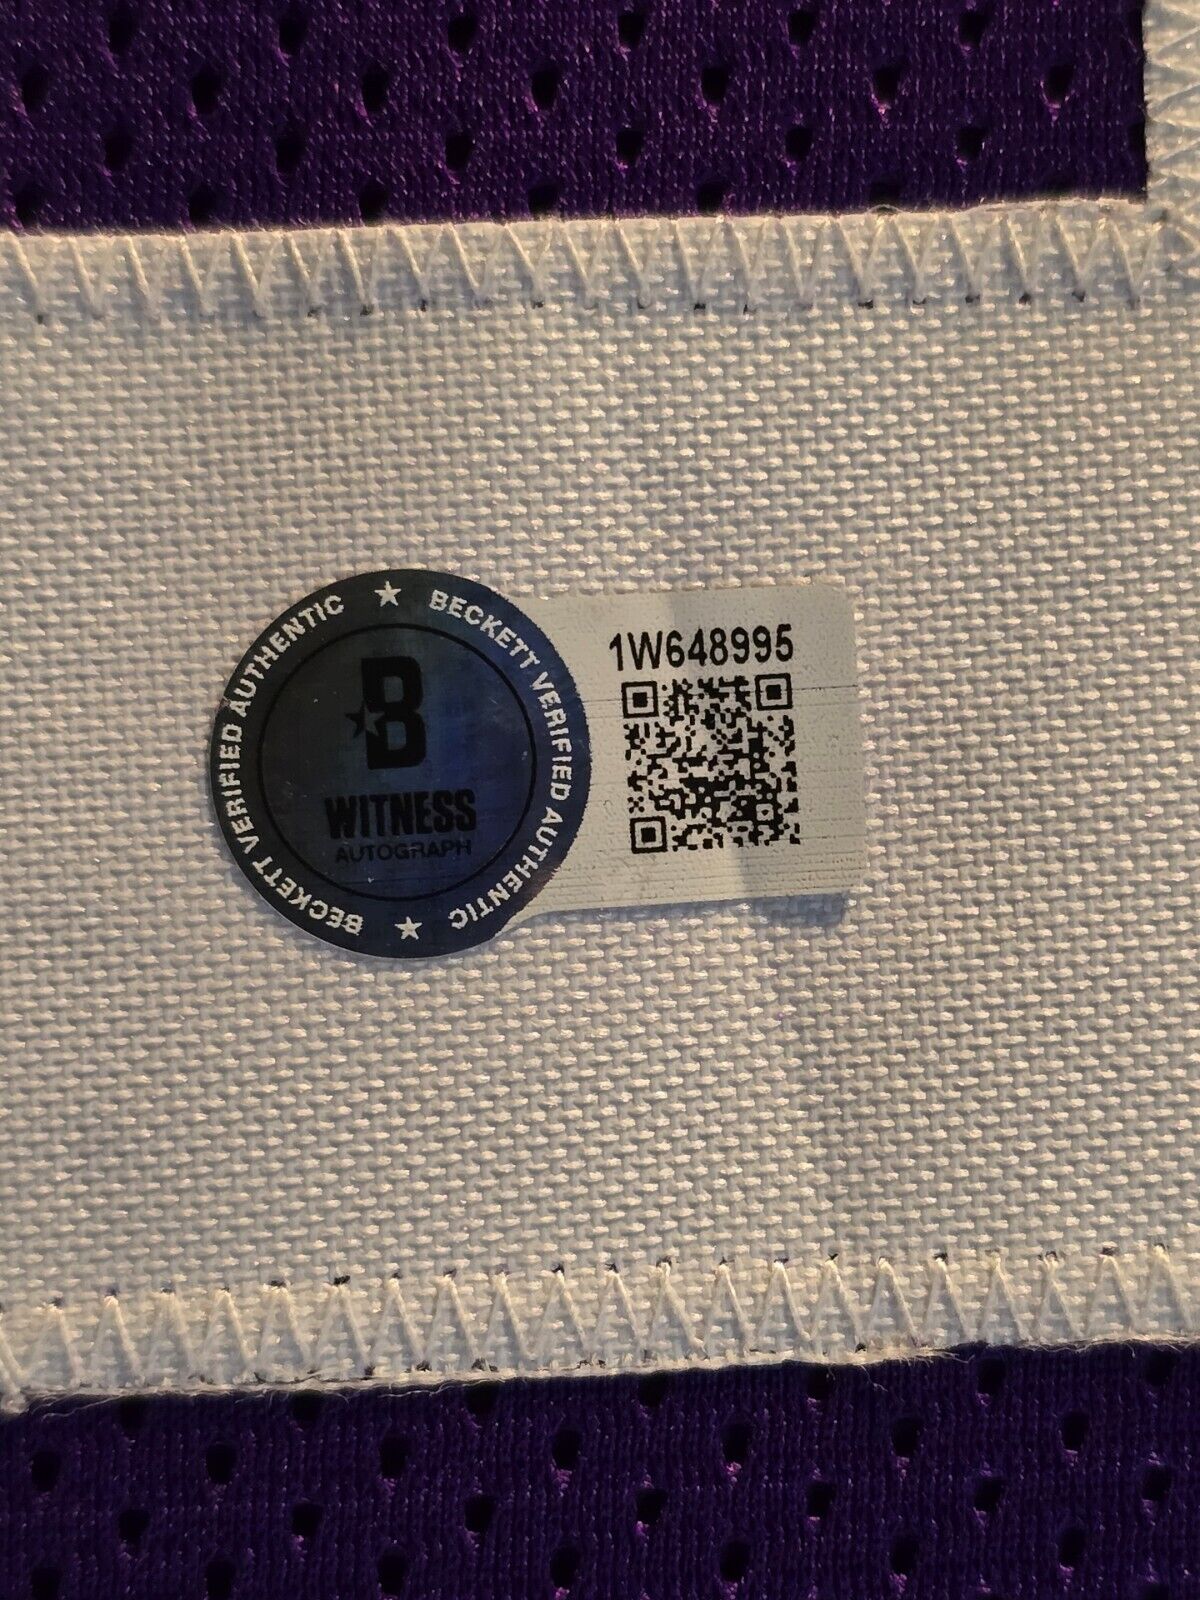 BECKETT VERIFIED AUTHENTIC ★ BECKETT VERIFIED AUTHENTIC ★
B
WITNESS
AUTOGRAPH
1W648995